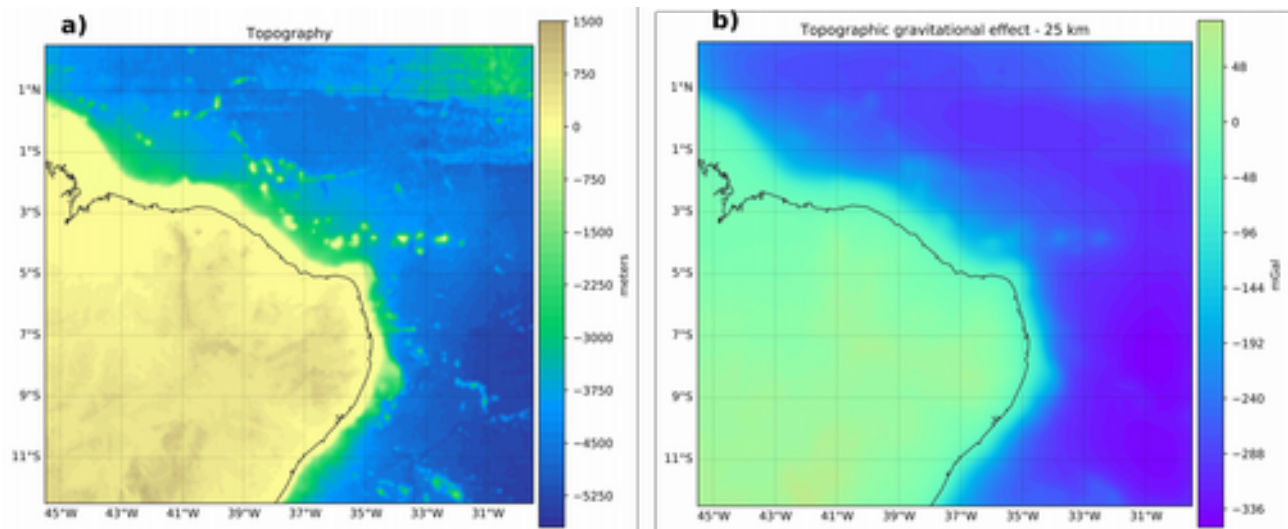 a)
Topography
1°N
1°S
3°S
5°S
7°S
9°S
11°S
45°W
43°W
41°W
39°W
37°W
35°W
33°W
31°W
1500
750
0
−750
−1500
−2250
−3000
−3750
−4500
−5250
meters
b)
Topographic gravitational effect - 25 km
1°N
1°S
3°S
5°S
7°S
9°S
11°S
45°W
43°W
41°W
39°W
37°W
35°W
33°W
31°W
48
0
−48
−96
−144
−192
−240
−288
−336
mGal